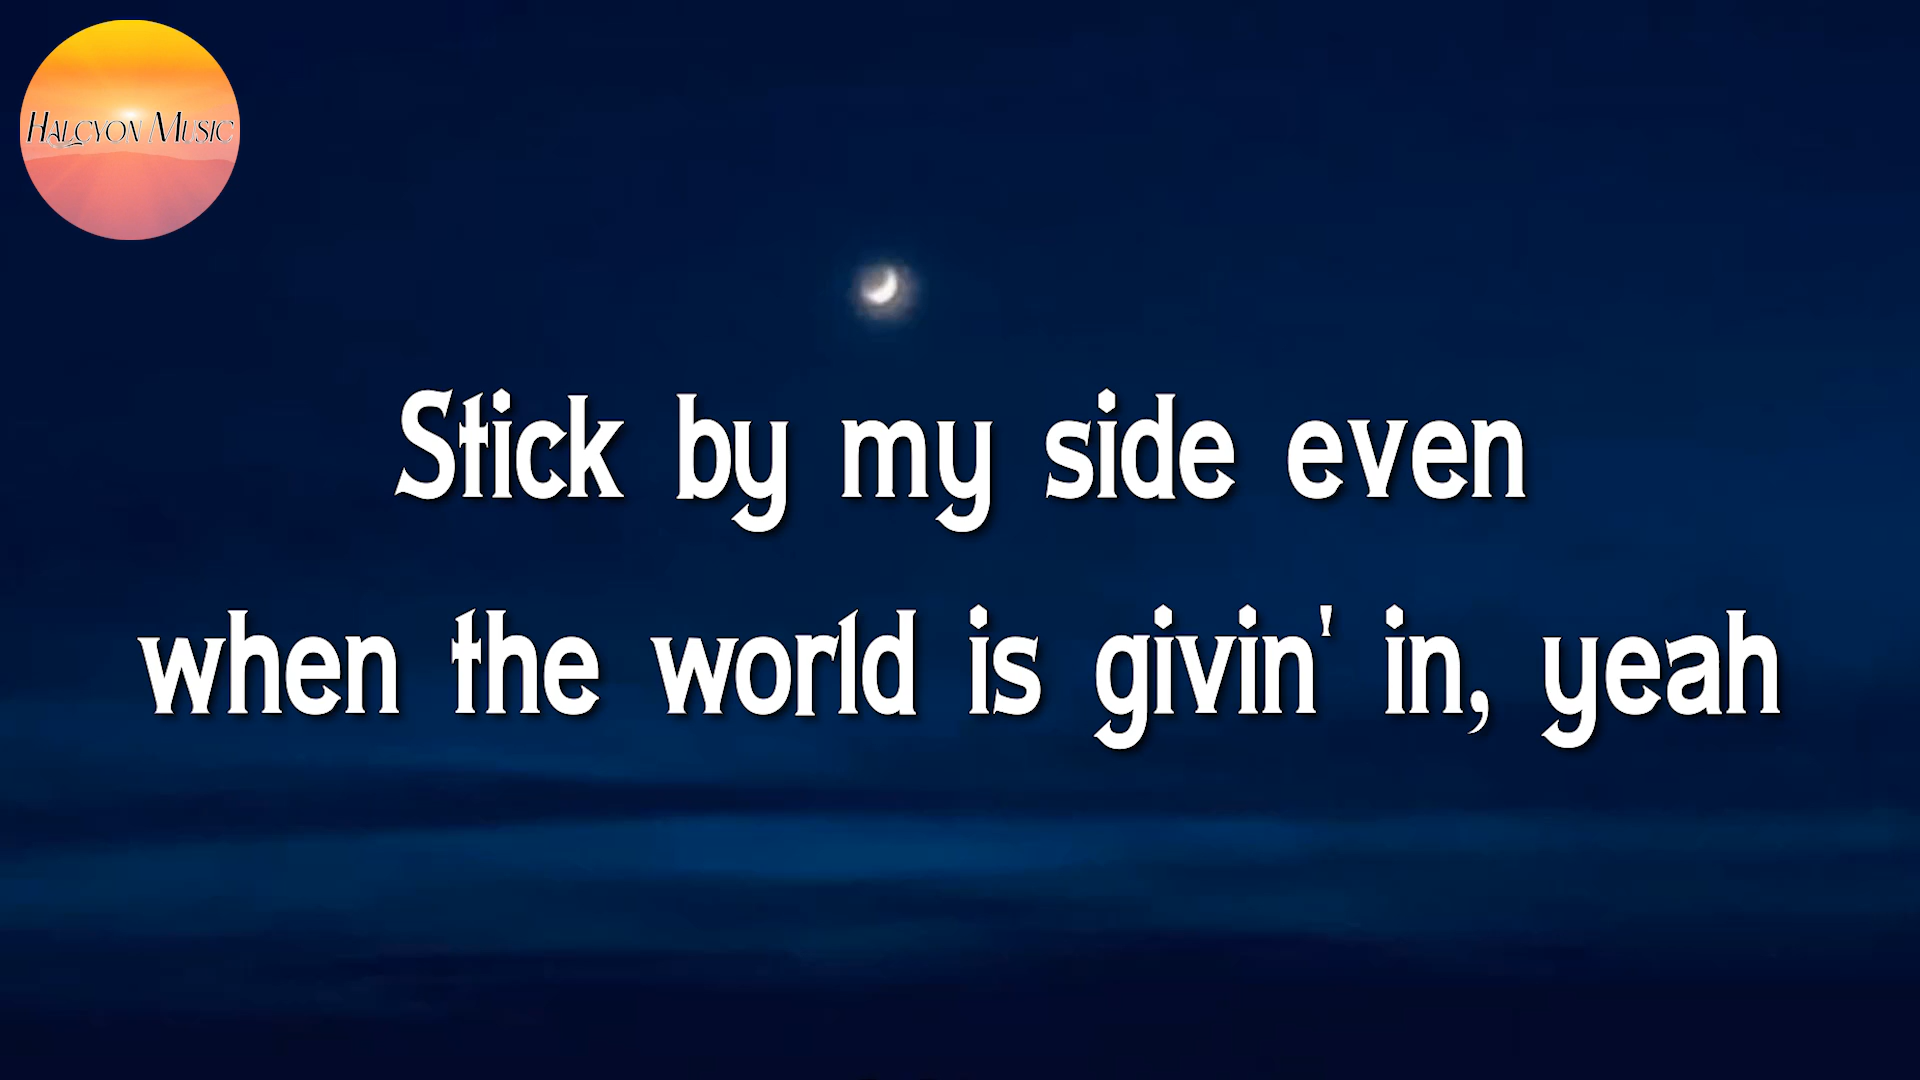 HALCYON MUSIC
Stick by my side even
when the world is givin' in, yeah